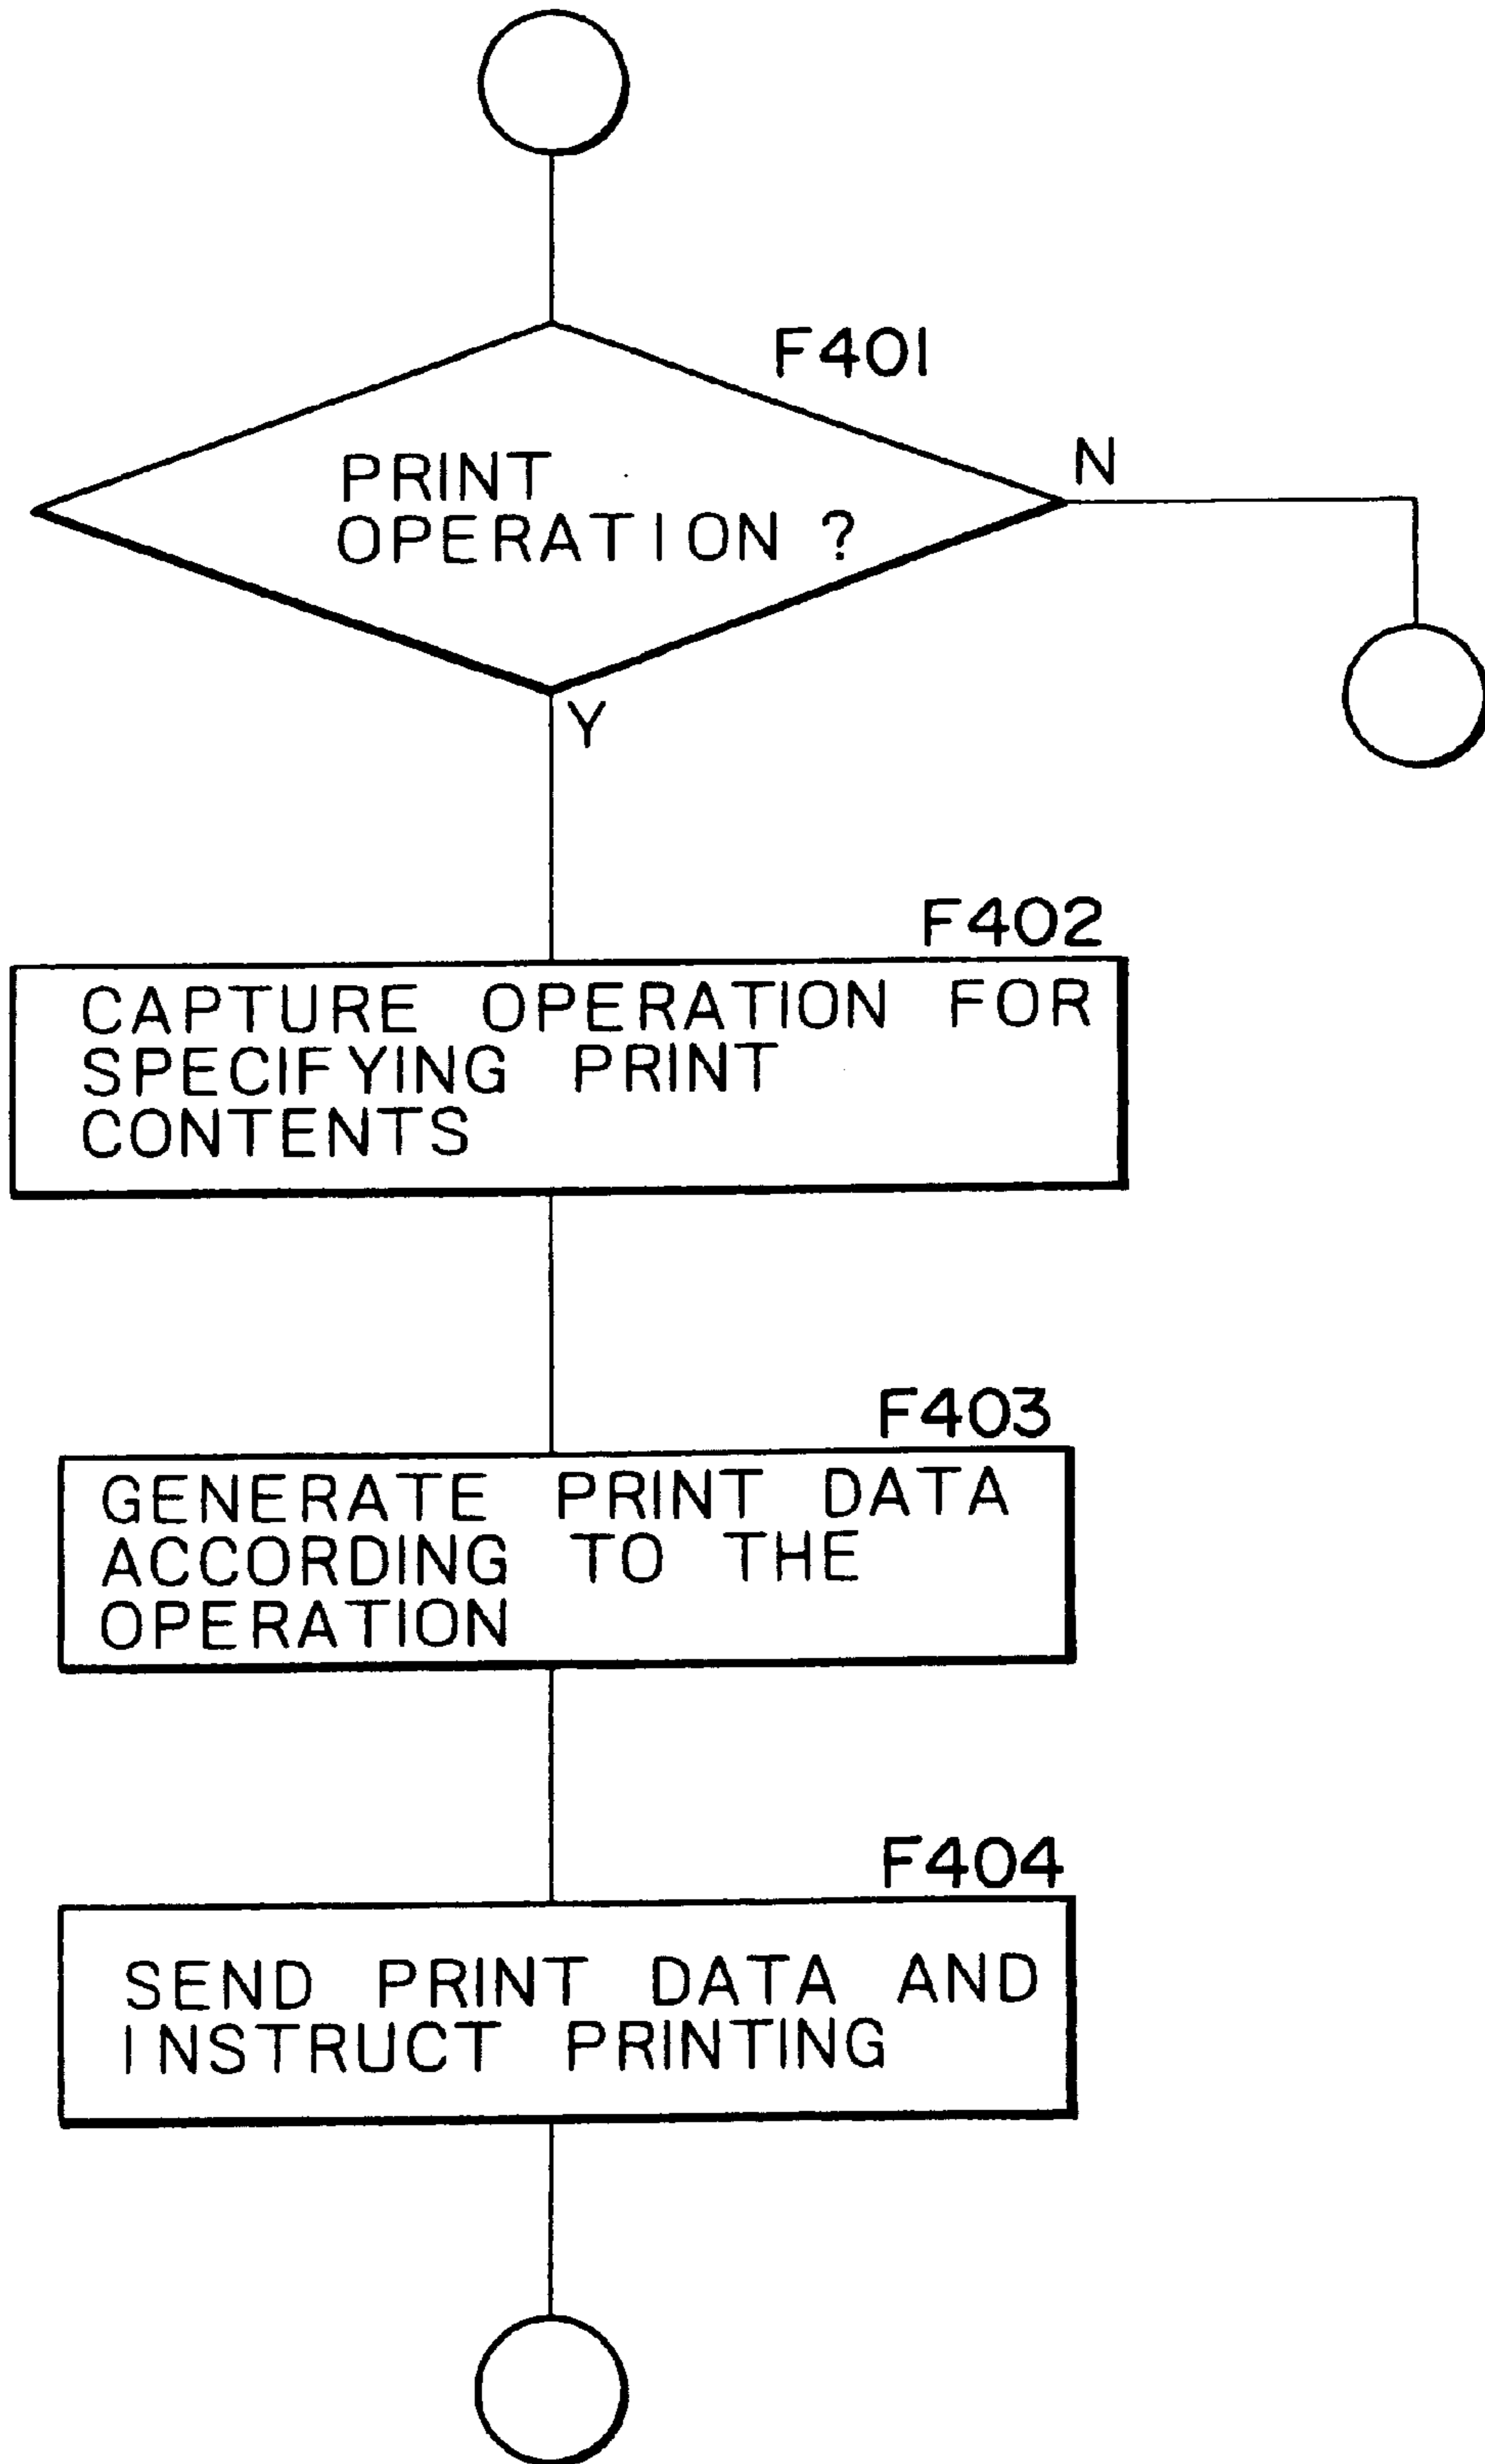 F401
PRINT
OPERATION ?
N
Y
F402
CAPTURE OPERATION FOR
SPECIFYING PRINT
CONTENTS
F403
GENERATE PRINT DATA
ACCORDING TO THE
OPERATION
F404
SEND PRINT DATA AND
INSTRUCT PRINTING